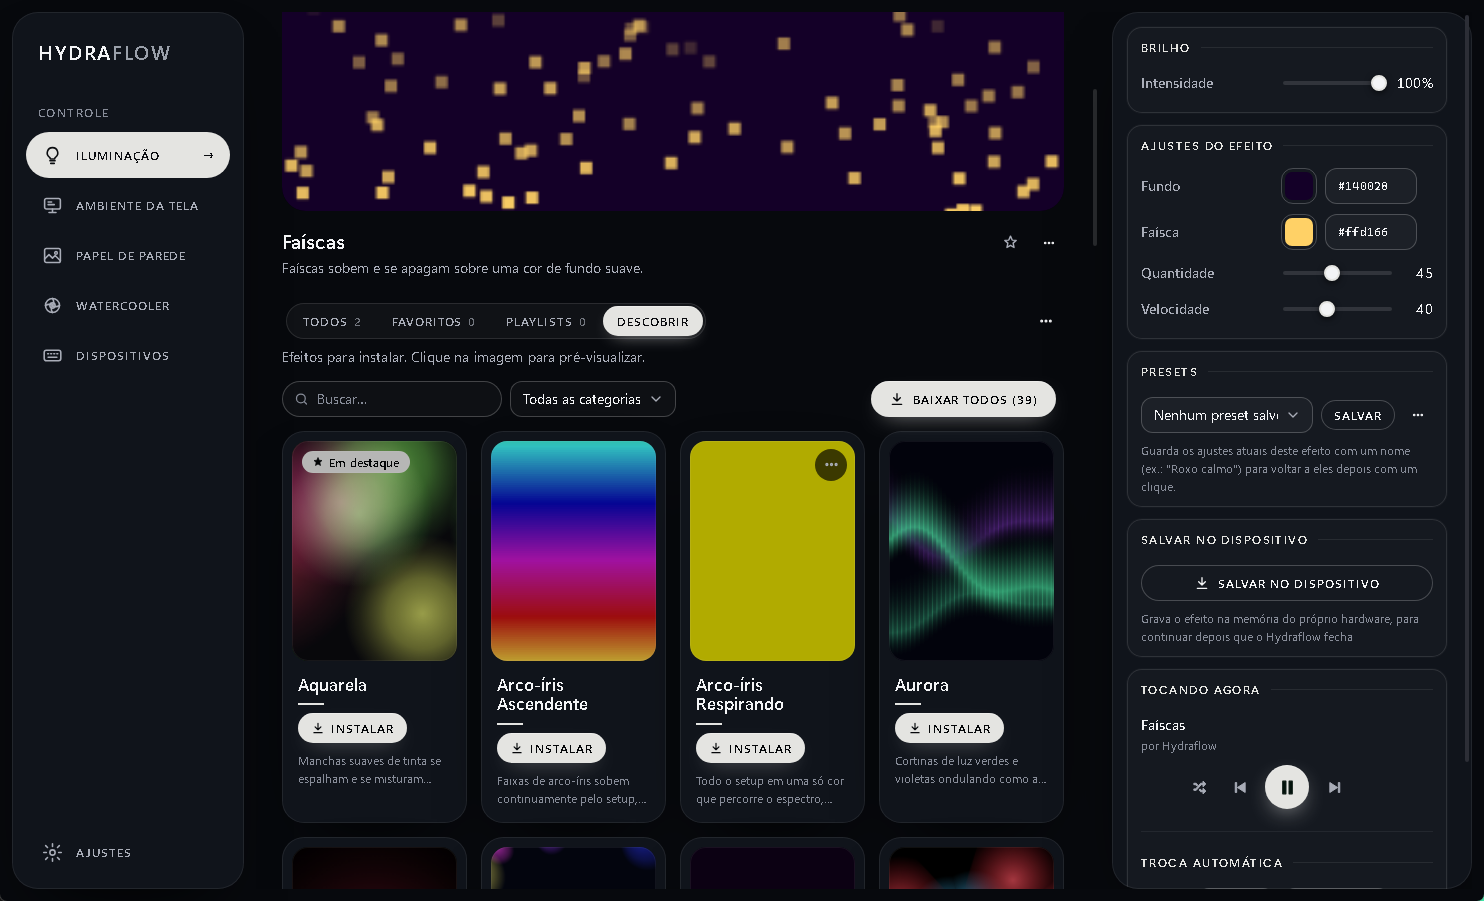 HYDRAFLOW
CONTROLE
ILUMINAÇÃO →
AMBIENTE DA TELA
PAPEL DE PAREDE
WATERCOOLER
DISPOSITIVOS
AJUSTES
Faíscas
Faíscas sobem e se apagam sobre uma cor de fundo suave.
TODOS 2 FAVORITOS 0 PLAYLISTS 0 DESCOBRIR
Efeitos para instalar. Clique na imagem para pré-visualizar.
Buscar... Todas as categorias BAIXAR TODOS (39)
Em destaque
Aquarela
INSTALAR
Manchas suaves de tinta se
espalham e se misturam...
Arco-íris
Ascendente
INSTALAR
Faixas de arco-íris sobem
continuamente pelo setup,...
Arco-íris
Respirando
INSTALAR
Todo o setup em uma só cor
que percorre o espectro,...
Aurora
INSTALAR
Cortinas de luz verdes e
violetas ondulando como a...
BRILHO
Intensidade 100%
AJUSTES DO EFEITO
Fundo #140028
Faísca #ffd166
Quantidade 45
Velocidade 40
PRESETS
Nenhum preset salv SALVAR
Guarda os ajustes atuais deste efeito com um nome
(ex.: "Roxo calmo") para voltar a eles depois com um
clique.
SALVAR NO DISPOSITIVO
SALVAR NO DISPOSITIVO
Grava o efeito na memória do próprio hardware, para
continuar depois que o Hydraflow fecha
TOCANDO AGORA
Faíscas
por Hydraflow
TROCA AUTOMÁTICA